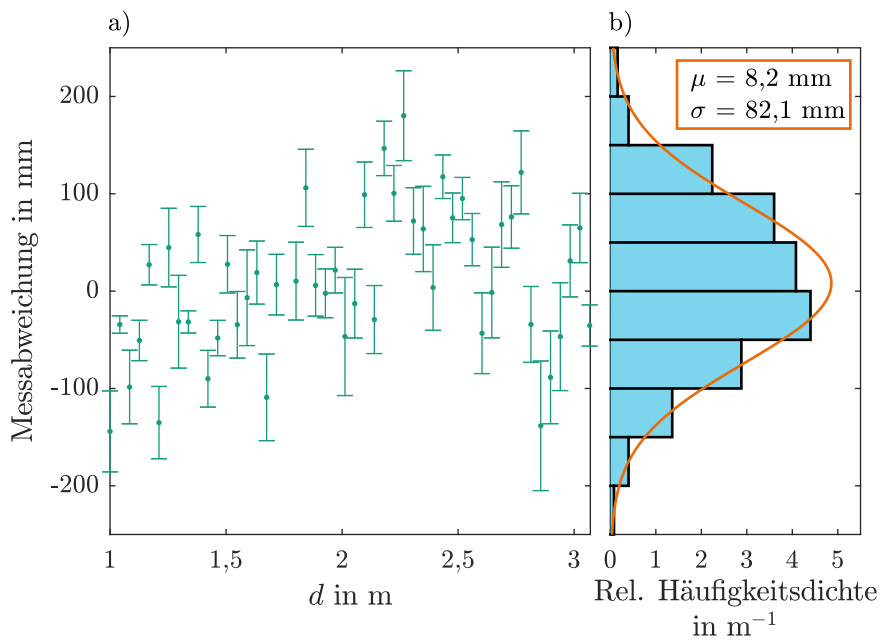 a)
b)
Messabweichung in mm
200
100
0
-100
-200
1
1,5
2
2,5
3
d in m
μ = 8,2 mm
σ = 82,1 mm
0 1 2 3 4 5
Rel. Häufigkeitsdichte
in m⁻¹